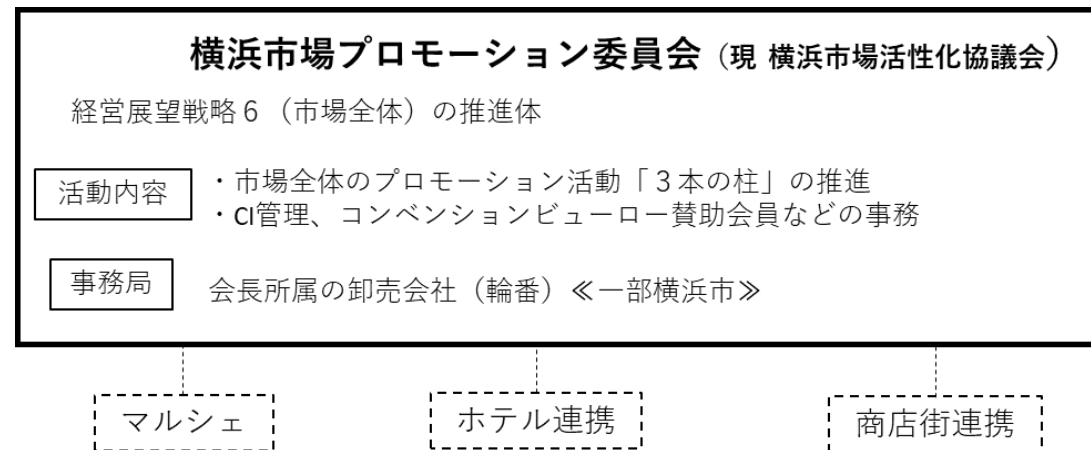 横浜市場プロモーション委員会（現 横浜市場活性化協議会）
経営展望戦略６（市場全体）の推進体
活動内容
・市場全体のプロモーション活動「３本の柱」の推進
・CI管理、コンベンションビューロー賛助会員などの事務
事務局
会長所属の卸売会社（輪番）≪一部横浜市≫
マルシェ
ホテル連携
商店街連携